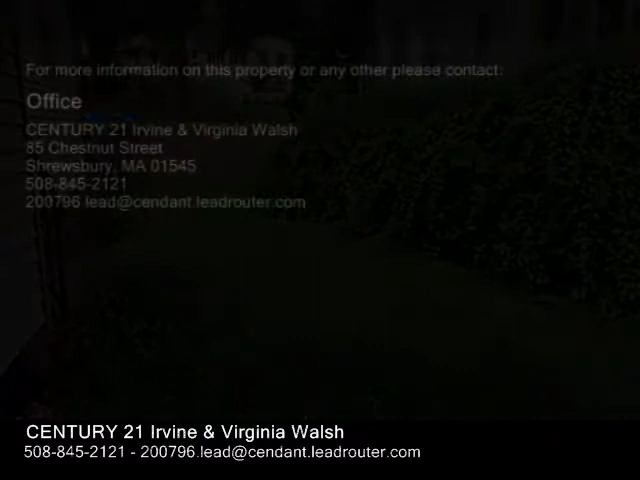 For more information on this property or any other please contact:
Office
CENTURY 21 Irvine & Virginia Walsh
85 Chestnut Street
Shrewsbury, MA 01545
508-845-2121
200796.lead@cendant.leadrouter.com
CENTURY 21 Irvine & Virginia Walsh
508-845-2121 - 200796.lead@cendant.leadrouter.com